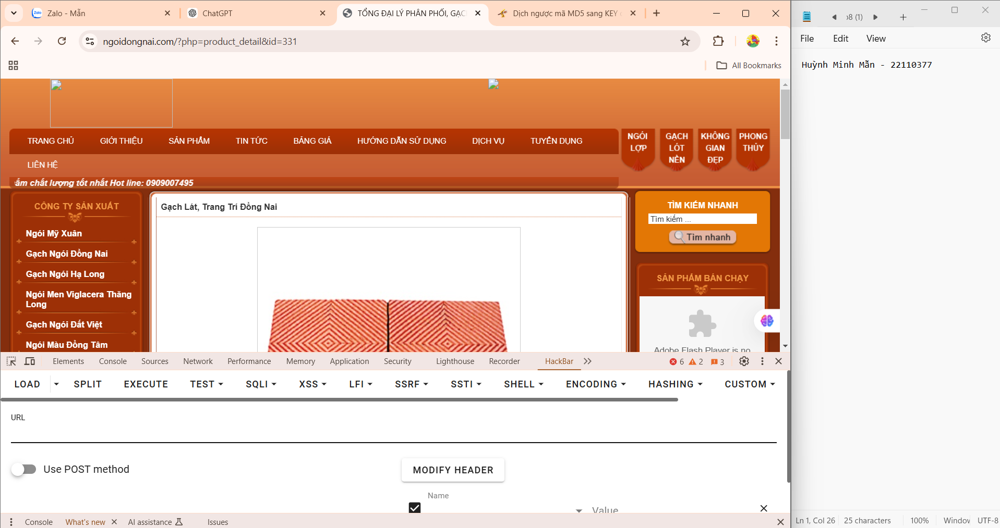 Zalo - Mẫn
ChatGPT
TỔNG ĐẠI LÝ PHÂN PHỐI, GẠC
Dịch ngược mã MD5 sang KEY
ngoidongnai.com/?php=product_detail&id=331
All Bookmarks
TRANG CHỦ
GIỚI THIỆU
SẢN PHẨM
TIN TỨC
BẢNG GIÁ
HƯỚNG DẪN SỬ DỤNG
DỊCH VỤ
TUYỂN DỤNG
LIÊN HỆ
NGÓI
LỢP
GẠCH
LÓT
NỀN
KHÔNG
GIAN
ĐẸP
PHONG
THỦY
ẩm chất lượng tốt nhất Hot line: 0909007495
CÔNG TY SẢN XUẤT
Ngói Mỹ Xuân
Gạch Ngói Đồng Nai
Gạch Ngói Hạ Long
Ngói Men Viglacera Thăng
Long
Gạch Ngói Đất Việt
Ngói Màu Đồng Tâm
Gạch Lát, Trang Trí Đồng Nai
TÌM KIẾM NHANH
Tìm kiếm ...
Tìm nhanh
SẢN PHẨM BÁN CHẠY
Adobe Flash Player is no
Elements
Console
Sources
Network
Performance
Memory
Application
Security
Lighthouse
Recorder
HackBar
6
2
3
LOAD
SPLIT
EXECUTE
TEST
SQLI
XSS
LFI
SSRF
SSTI
SHELL
ENCODING
HASHING
CUSTOM
URL
Use POST method
MODIFY HEADER
Name
Value
Console
What's new
AI assistance
Issues
ɔ8 (1)
File
Edit
View
Huỳnh Minh Mẫn - 22110377
Ln 1, Col 26
25 characters
100%
Window
UTF-8